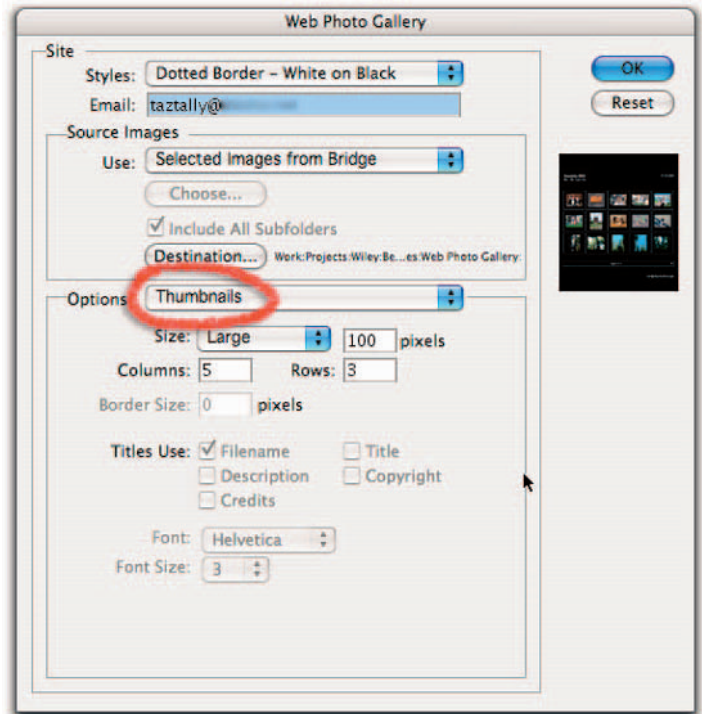 Web Photo Gallery
Site
Styles: Dotted Border – White on Black
OK
Email: taztally@
Reset
Source Images
Use: Selected Images from Bridge
Choose...
Include All Subfolders
Destination... Work:Projects:Wiley:Be...es:Web Photo Gallery:
Options: Thumbnails
Size: Large 100 pixels
Columns: 5 Rows: 3
Border Size: 0 pixels
Titles Use: Filename Title
Description Copyright
Credits
Font: Helvetica
Font Size: 3